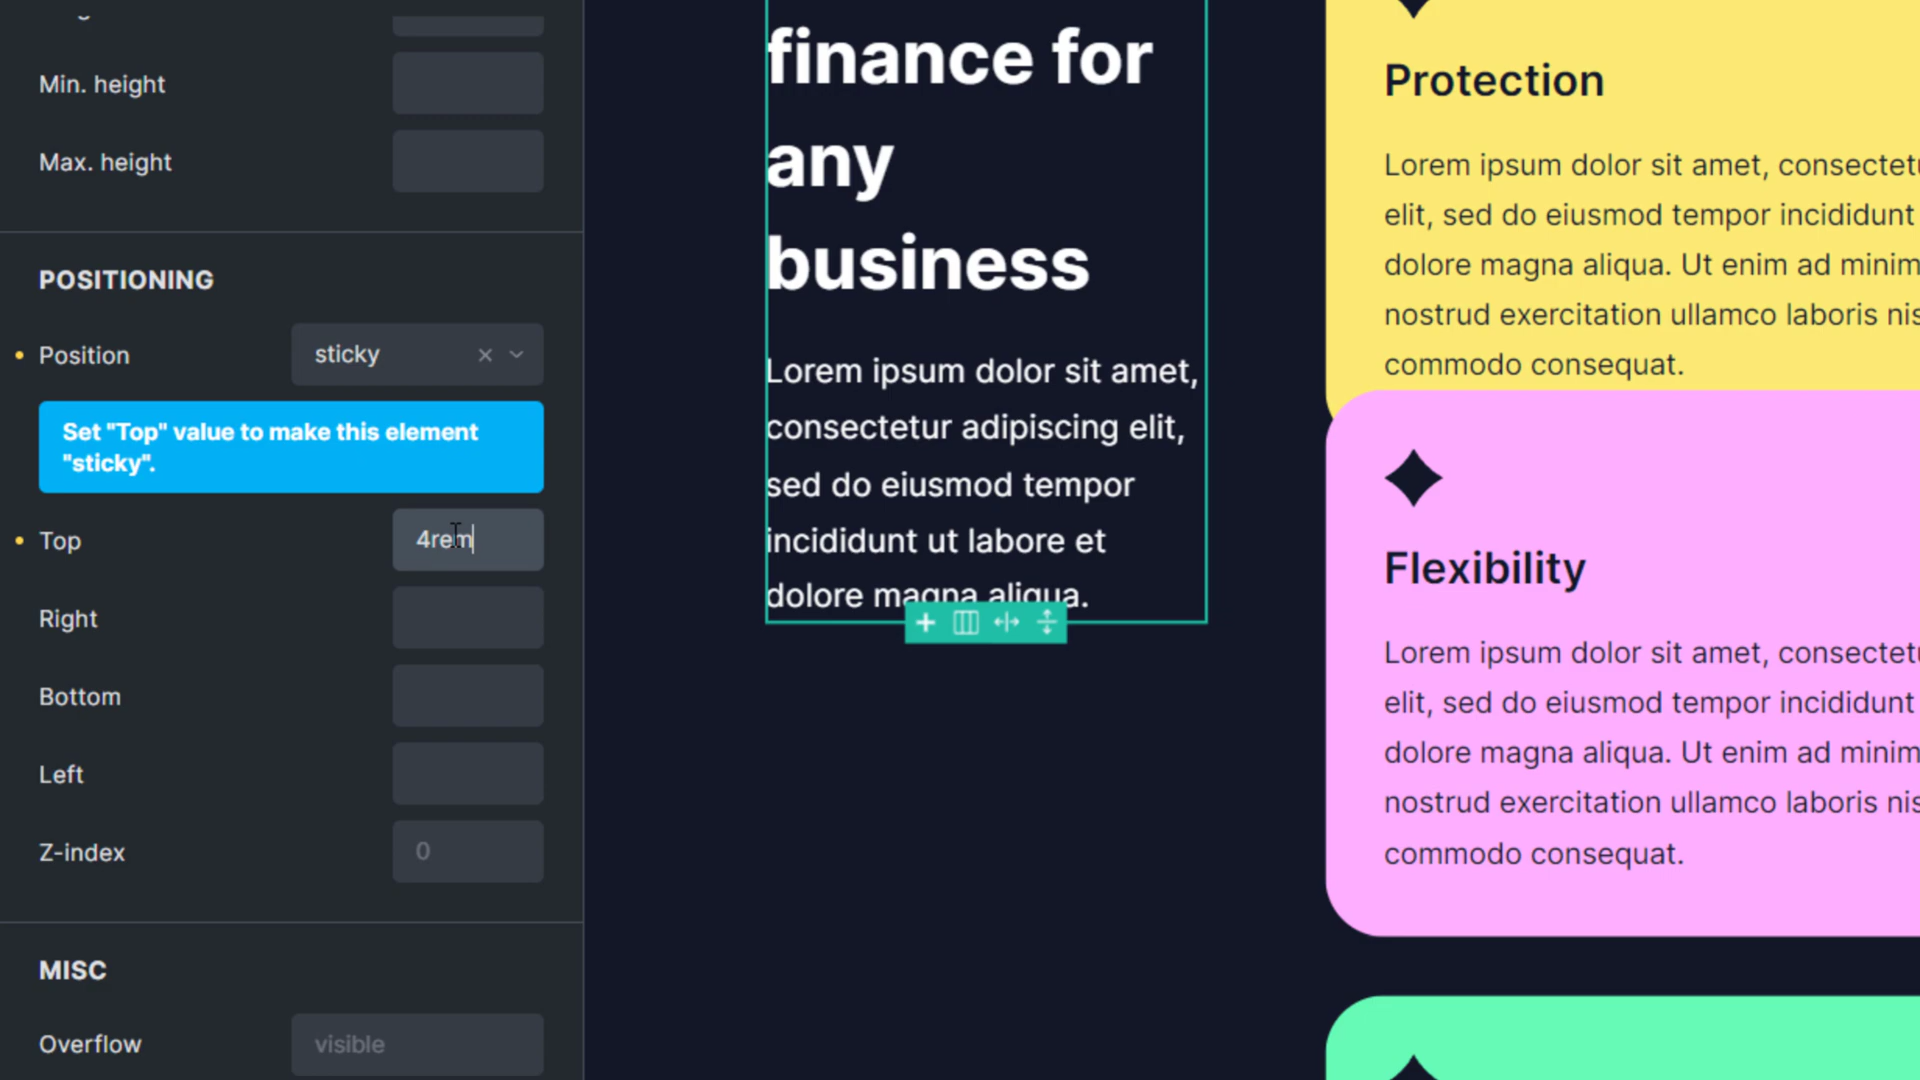 Min. height
Max. height
POSITIONING
Position
sticky
Set "Top" value to make this element
"sticky".
Top
4rem
Right
Bottom
Left
Z-index
0
MISC
Overflow
visible
finance for
any
business
Lorem ipsum dolor sit amet,
consectetur adipiscing elit,
sed do eiusmod tempor
incididunt ut labore et
dolore magna aliqua.
Protection
Lorem ipsum dolor sit amet, consectetu
elit, sed do eiusmod tempor incididunt
dolore magna aliqua. Ut enim ad minim
nostrud exercitation ullamco laboris nis
commodo consequat.
Flexibility
Lorem ipsum dolor sit amet, consectetu
elit, sed do eiusmod tempor incididunt
dolore magna aliqua. Ut enim ad minim
nostrud exercitation ullamco laboris nis
commodo consequat.